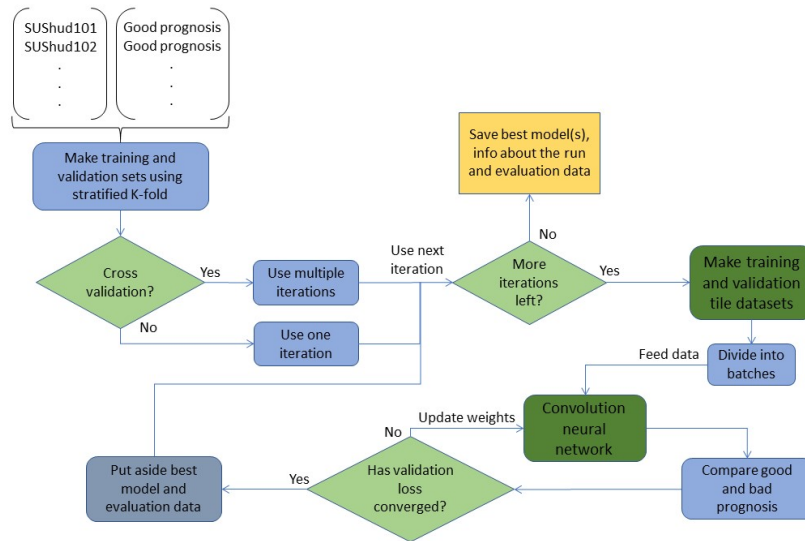 SUShud101
SUShud102
.
.
.
Good prognosis
Good prognosis
.
.
.
Make training and
validation sets using
stratified K-fold
Save best model(s),
info about the run
and evaluation data
Cross
validation?
Yes
No
Use multiple
iterations
Use one
iteration
Use next
iteration
More
iterations
left?
No
Yes
Make training
and validation
tile datasets
Divide into
batches
Feed data
Convolution
neural
network
Update weights
Compare good
and bad
prognosis
Has validation
loss
converged?
No
Yes
Put aside best
model and
evaluation data